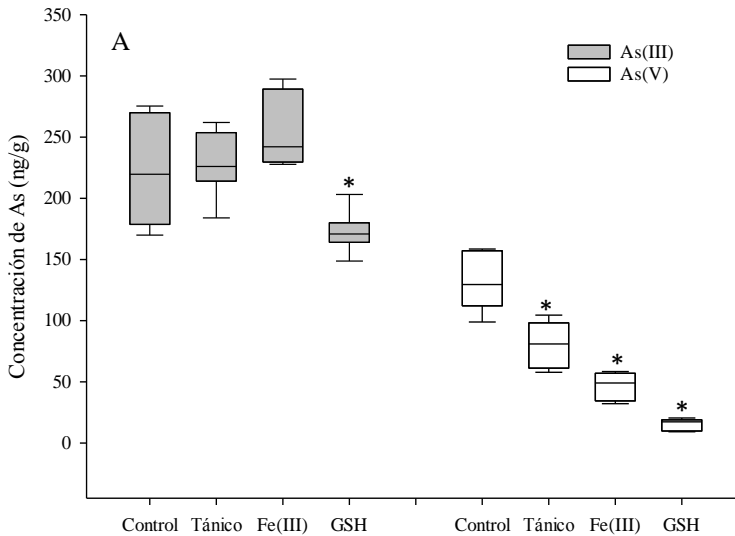 350
A
As(III)
As(V)
300
250
200
150
100
50
0
Concentración de As (ng/g)
*
*
*
*
Control Tánico Fe(III) GSH Control Tánico Fe(III) GSH